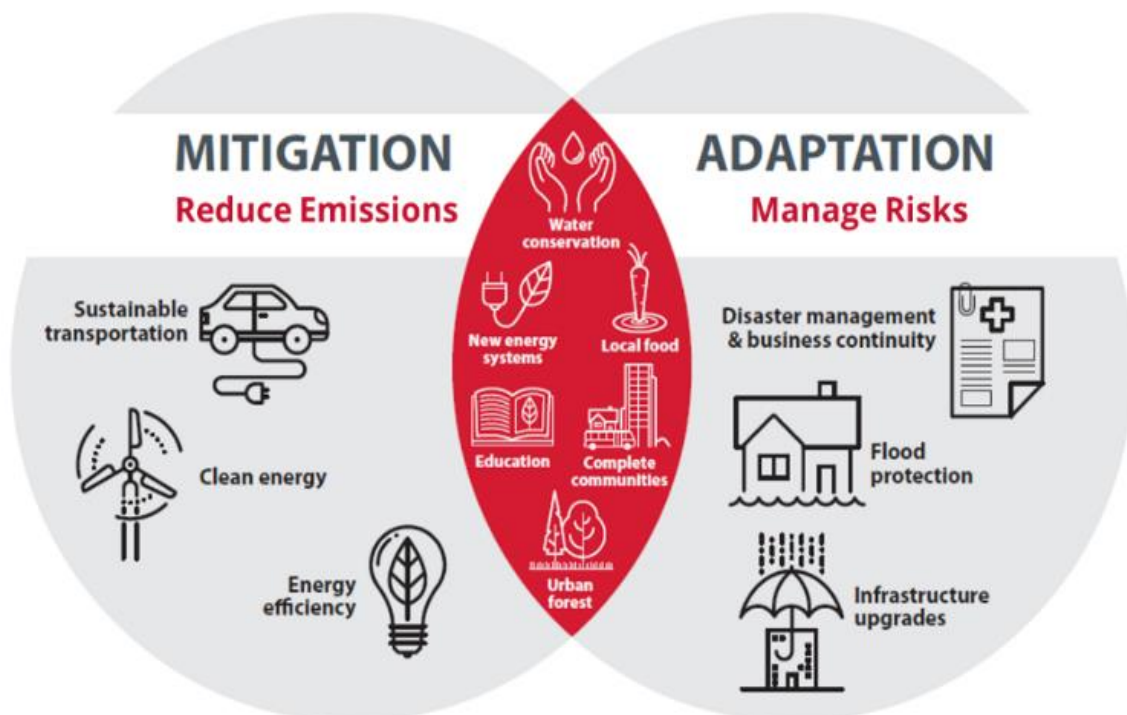 MITIGATION
Reduce Emissions
Sustainable
transportation
Clean energy
Energy
efficiency
Water
conservation
New energy
systems
Local food
Education
Complete
communities
Urban
forest
ADAPTATION
Manage Risks
Disaster management
& business continuity
Flood
protection
Infrastructure
upgrades